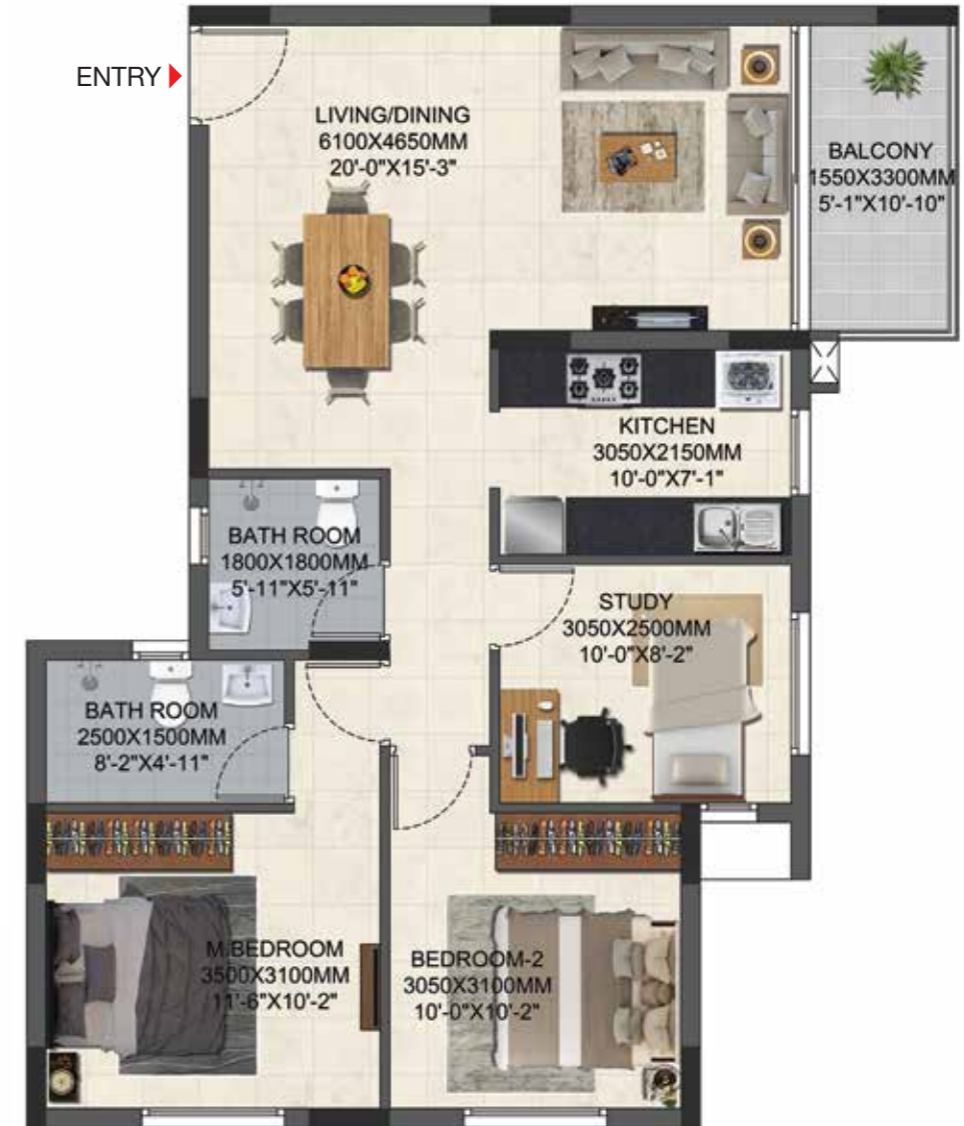 ENTRY
LIVING/DINING
6100X4650MM
20'-0"X15'-3"
BALCONY
1550X3300MM
5'-1"X10'-10"
KITCHEN
3050X2150MM
10'-0"X7'-1"
BATH ROOM
1800X1800MM
5'-11"X5'-11"
STUDY
3050X2500MM
10'-0"X8'-2"
BATH ROOM
2500X1500MM
8'-2"X4'-11"
M.BEDROOM
3500X3100MM
11'-6"X10'-2"
BEDROOM-2
3050X3100MM
10'-0"X10'-2"